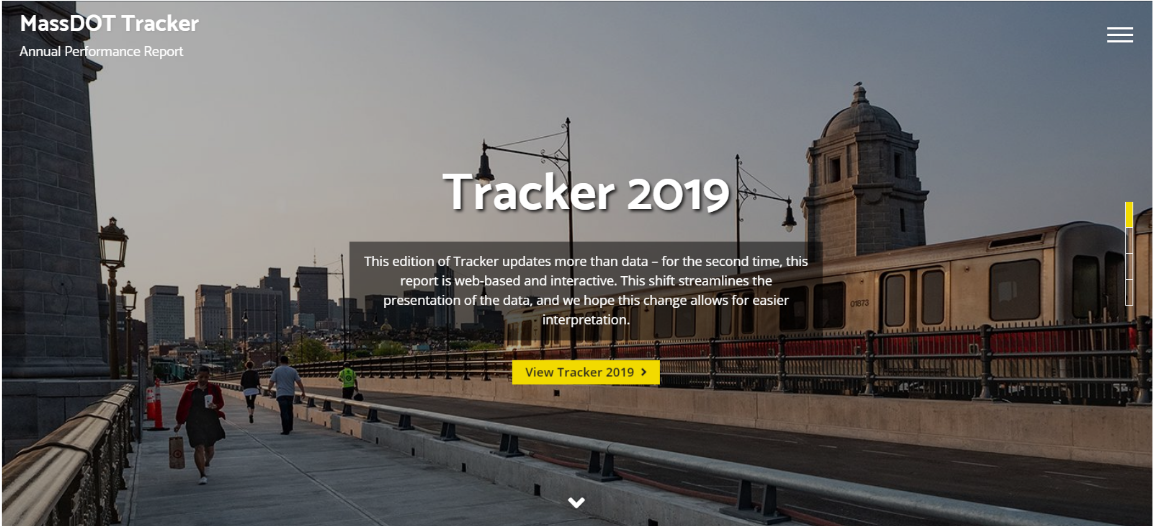 MassDOT Tracker
Annual Performance Report
Tracker 2019
This edition of Tracker updates more than data – for the second time, this
report is web-based and interactive. This shift streamlines the
presentation of the data, and we hope this change allows for easier
interpretation.
01673
View Tracker 2019